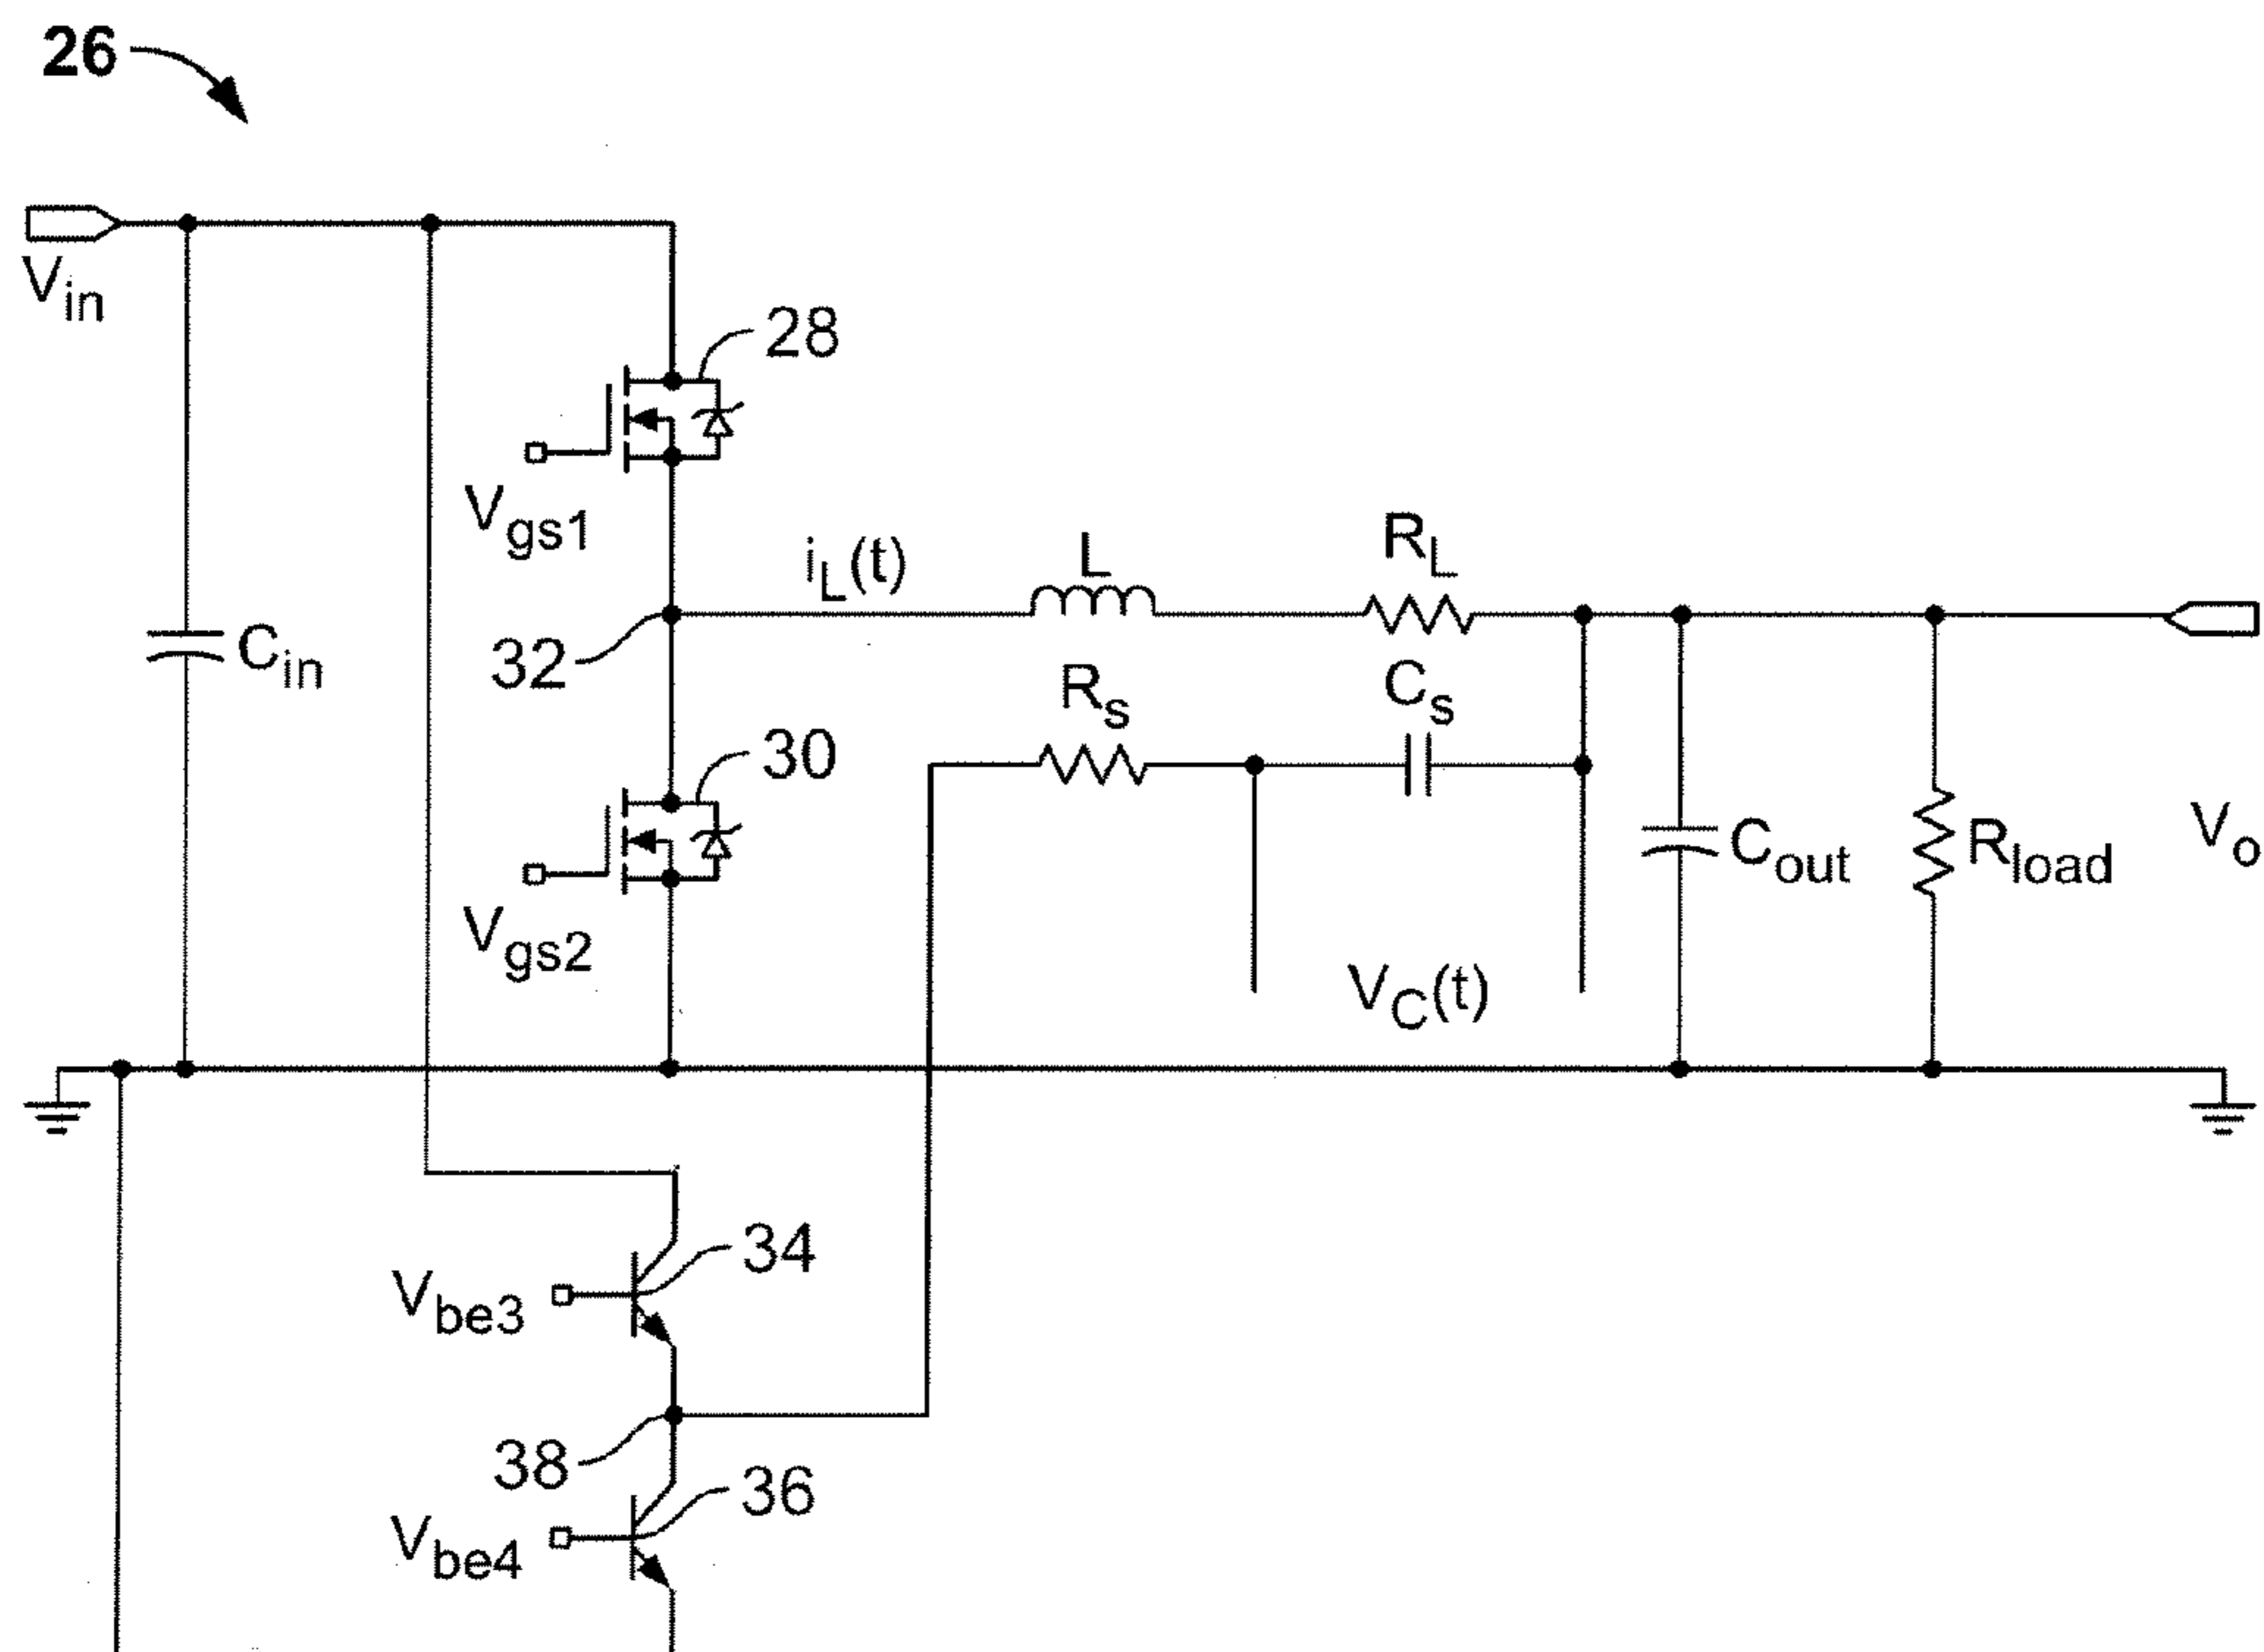 26
Vin
28
Vgs1
iL(t)
L
RL
Cin
32
Rs
Cs
30
Vgs2
Cout
Rload
Vo
VC(t)
34
Vbe3
38
36
Vbe4